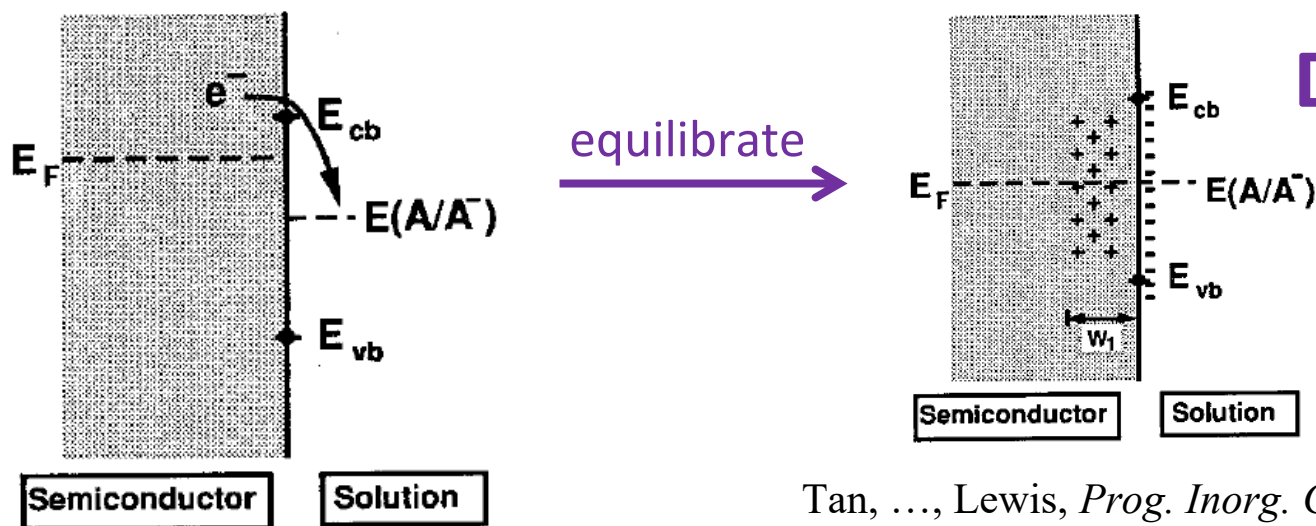 e⁻
E_cb
E_F
E(A/A⁻)
E_vb
Semiconductor
Solution
equilibrate
E_cb
E_F
E(A/A⁻)
E_vb
W₁
Semiconductor
Solution
Tan, …, Lewis, Prog. Inorg.